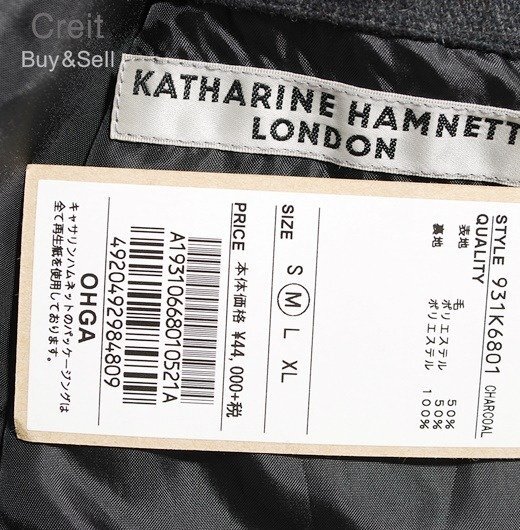 Creit
Buy&Sell
KATHARINE HAMNETT
LONDON
STYLE 931K6801 CHARCOAL
QUALITY
表地 毛 50%
ポリエステル 50%
裏地 ポリエステル 100%
SIZE S M L XL
PRICE 本体価格 ¥44,000+税
A19310668010521A
4920492984809
OHGA
キャサリンハムネットのパッケージングは
全て再生紙を使用しております。